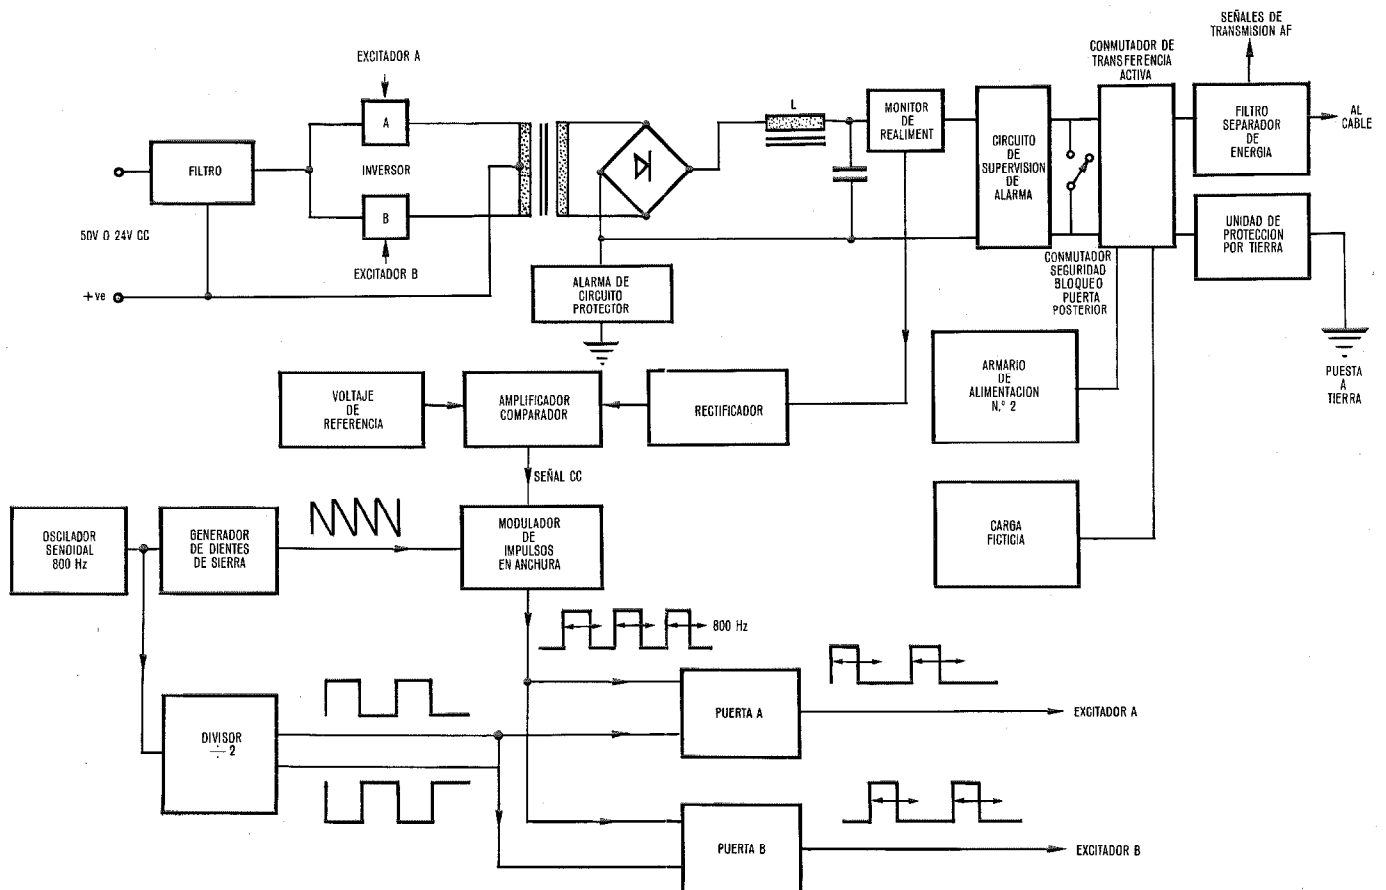 SEÑALES DE
TRANSMISION AF
EXCITADOR A
CONMUTADOR DE
TRANSFERENCIA
ACTIVA
A
L
MONITOR
DE
REALIMENT
FILTRO
SEPARADOR
DE
ENERGIA
AL
CABLE
FILTRO
INVERSOR
CIRCUITO
DE
SUPERVISION
DE
ALARMA
B
50V O 24V CC
EXCITADOR B
UNIDAD DE
PROTECCION
POR TIERRA
CONMUTADOR
SEGURIDAD
BLOQUEO
PUERTA
POSTERIOR
+ve
ALARMA DE
CIRCUITO
PROTECTOR
PUESTA
A
TIERRA
VOLTAJE
DE
REFERENCIA
AMPLIFICADOR
COMPARADOR
RECTIFICADOR
ARMARIO
DE
ALIMENTACION
N.º 2
SEÑAL CC
OSCILADOR
SENOIDAL
800 Hz
GENERADOR
DE DIENTES
DE SIERRA
MODULADOR
DE
IMPULSOS
EN ANCHURA
CARGA
FICTICIA
800 Hz
DIVISOR
÷ 2
PUERTA A
EXCITADOR A
PUERTA B
EXCITADOR B